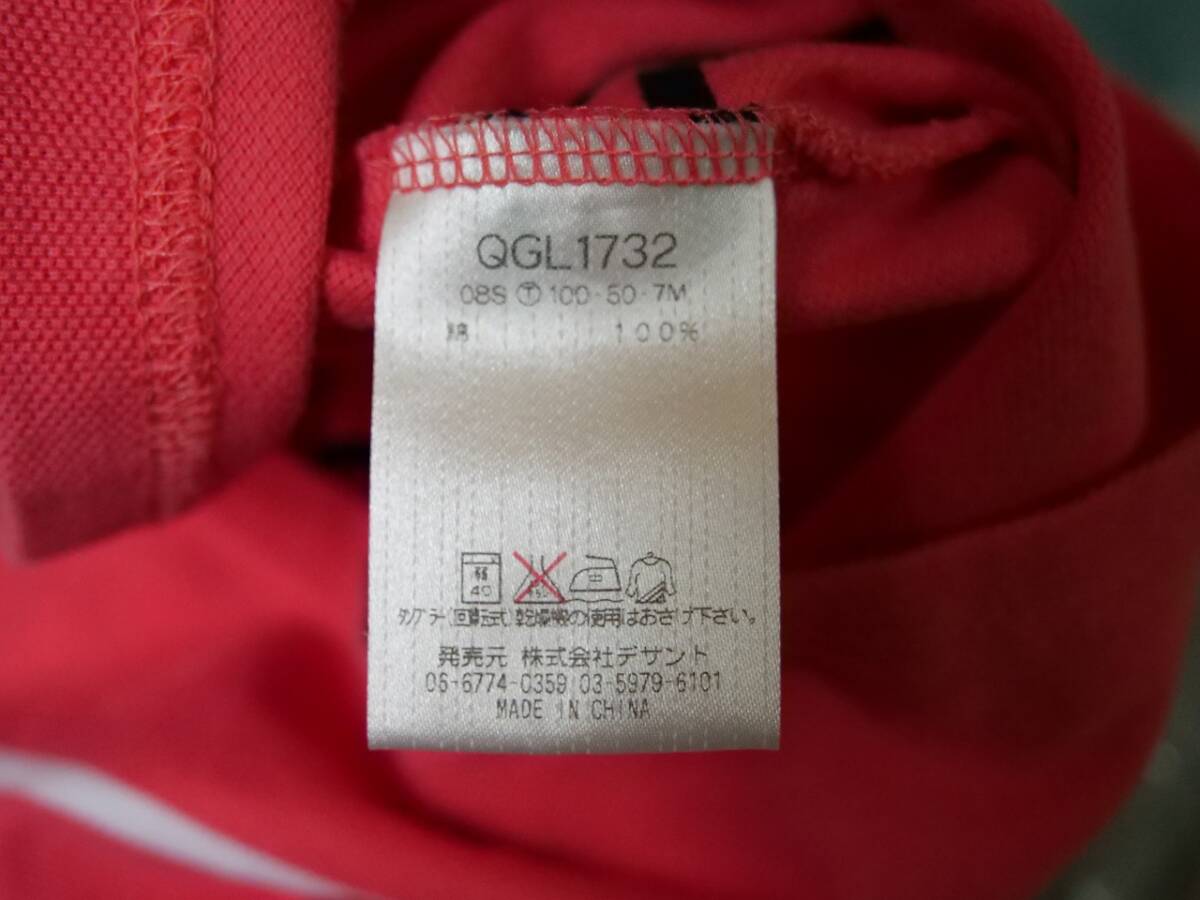 QGL1732
08S Ⓣ 100-50-7M
綿 100%
弱 40
タンブラー(回転式)乾燥機の使用はおさけ下さい。
発売元 株式会社デサント
06-6774-0359 03-5979-6101
MADE IN CHINA